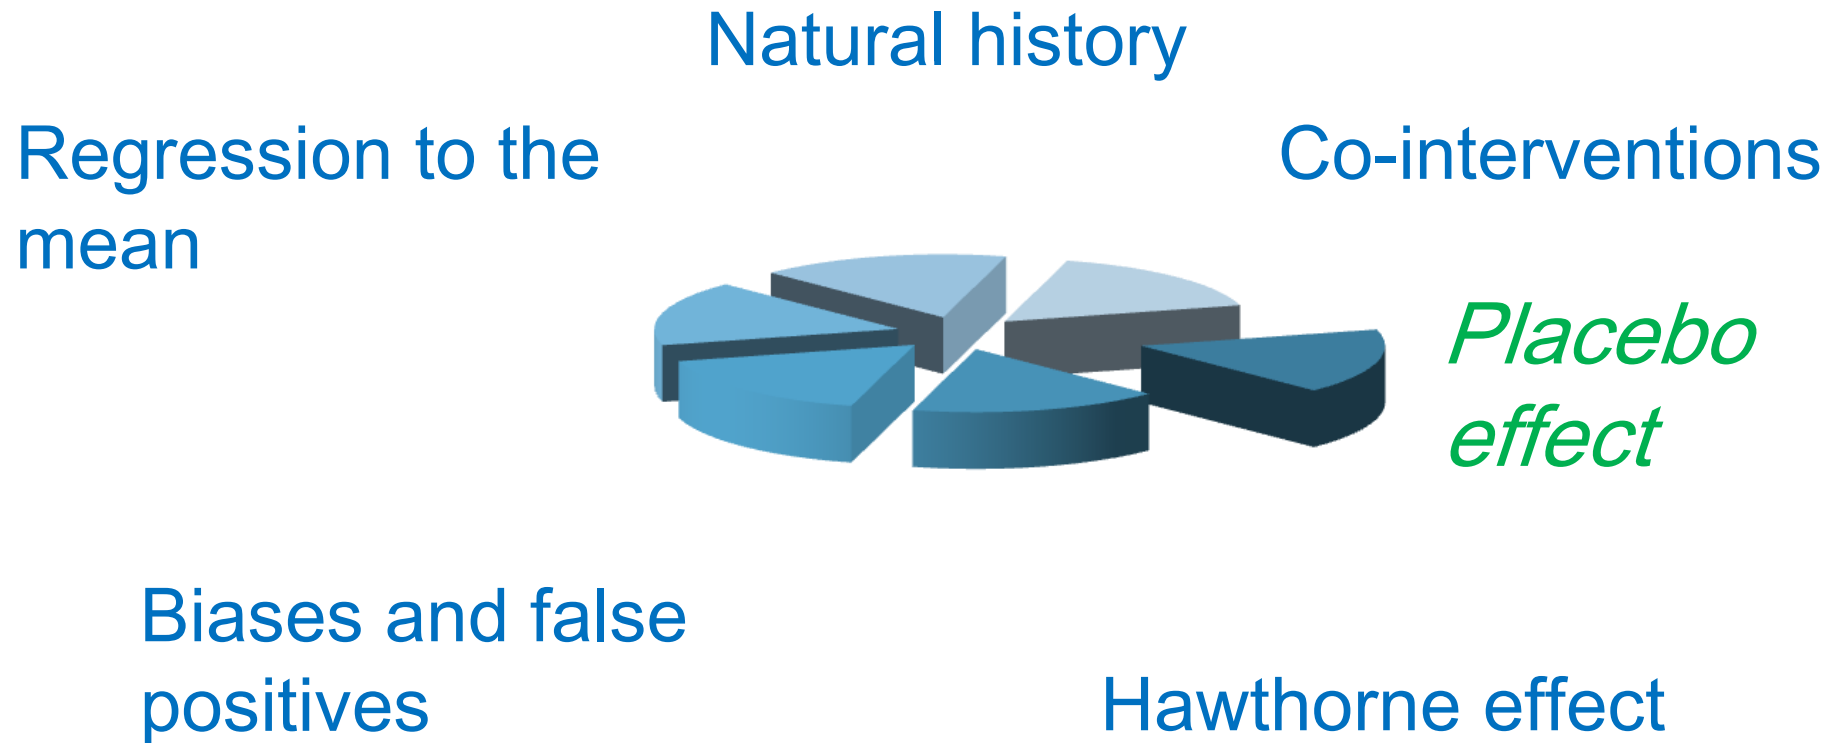 Natural history
Regression to the
mean
Co-interventions
Placebo
effect
Biases and false
positives
Hawthorne effect